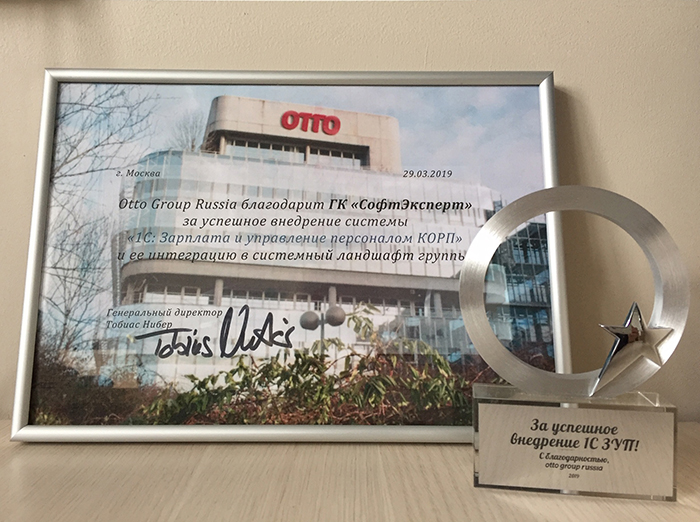 OTTO
г. Москва 29.03.2019
Otto Group Russia благодарит ГК «СофтЭксперт»
за успешное внедрение системы
«1С: Зарплата и управление персоналом КОРП»
и ее интеграцию в системный ландшафт группы
Генеральный директор
Тобиас Нибер
За успешное
внедрение 1С ЗУП!
С благодарностью,
otto group russia
2019